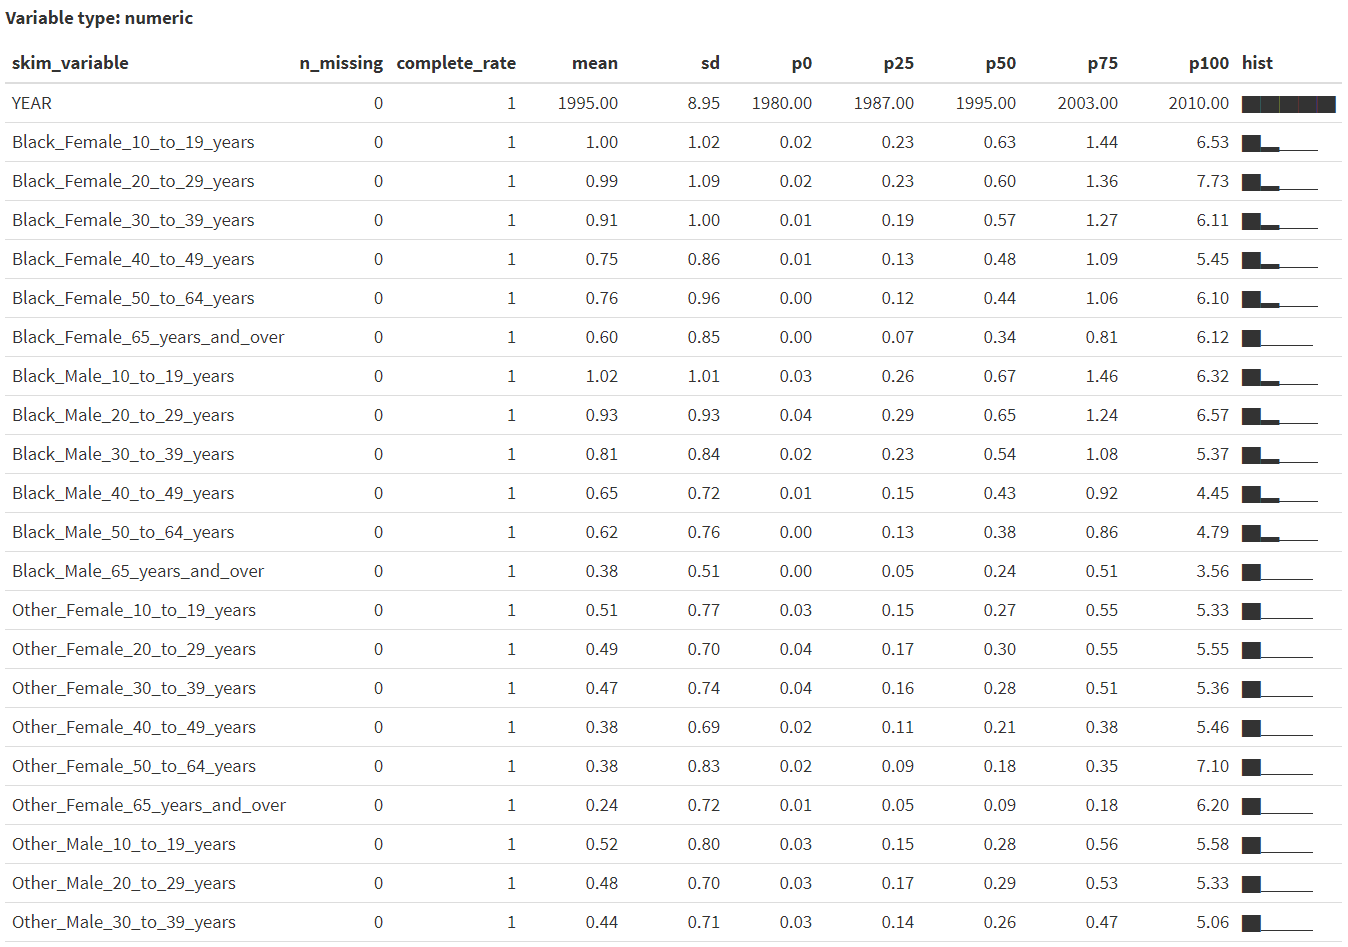 Variable type: numeric
skim_variable n_missing complete_rate mean sd p0 p25 p50 p75 p100 hist
YEAR 0 1 1995.00 8.95 1980.00 1987.00 1995.00 2003.00 2010.00
Black_Female_10_to_19_years 0 1 1.00 1.02 0.02 0.23 0.63 1.44 6.53
Black_Female_20_to_29_years 0 1 0.99 1.09 0.02 0.23 0.60 1.36 7.73
Black_Female_30_to_39_years 0 1 0.91 1.00 0.01 0.19 0.57 1.27 6.11
Black_Female_40_to_49_years 0 1 0.75 0.86 0.01 0.13 0.48 1.09 5.45
Black_Female_50_to_64_years 0 1 0.76 0.96 0.00 0.12 0.44 1.06 6.10
Black_Female_65_years_and_over 0 1 0.60 0.85 0.00 0.07 0.34 0.81 6.12
Black_Male_10_to_19_years 0 1 1.02 1.01 0.03 0.26 0.67 1.46 6.32
Black_Male_20_to_29_years 0 1 0.93 0.93 0.04 0.29 0.65 1.24 6.57
Black_Male_30_to_39_years 0 1 0.81 0.84 0.02 0.23 0.54 1.08 5.37
Black_Male_40_to_49_years 0 1 0.65 0.72 0.01 0.15 0.43 0.92 4.45
Black_Male_50_to_64_years 0 1 0.62 0.76 0.00 0.13 0.38 0.86 4.79
Black_Male_65_years_and_over 0 1 0.38 0.51 0.00 0.05 0.24 0.51 3.56
Other_Female_10_to_19_years 0 1 0.51 0.77 0.03 0.15 0.27 0.55 5.33
Other_Female_20_to_29_years 0 1 0.49 0.70 0.04 0.17 0.30 0.55 5.55
Other_Female_30_to_39_years 0 1 0.47 0.74 0.04 0.16 0.28 0.51 5.36
Other_Female_40_to_49_years 0 1 0.38 0.69 0.02 0.11 0.21 0.38 5.46
Other_Female_50_to_64_years 0 1 0.38 0.83 0.02 0.09 0.18 0.35 7.10
Other_Female_65_years_and_over 0 1 0.24 0.72 0.01 0.05 0.09 0.18 6.20
Other_Male_10_to_19_years 0 1 0.52 0.80 0.03 0.15 0.28 0.56 5.58
Other_Male_20_to_29_years 0 1 0.48 0.70 0.03 0.17 0.29 0.53 5.33
Other_Male_30_to_39_years 0 1 0.44 0.71 0.03 0.14 0.26 0.47 5.06